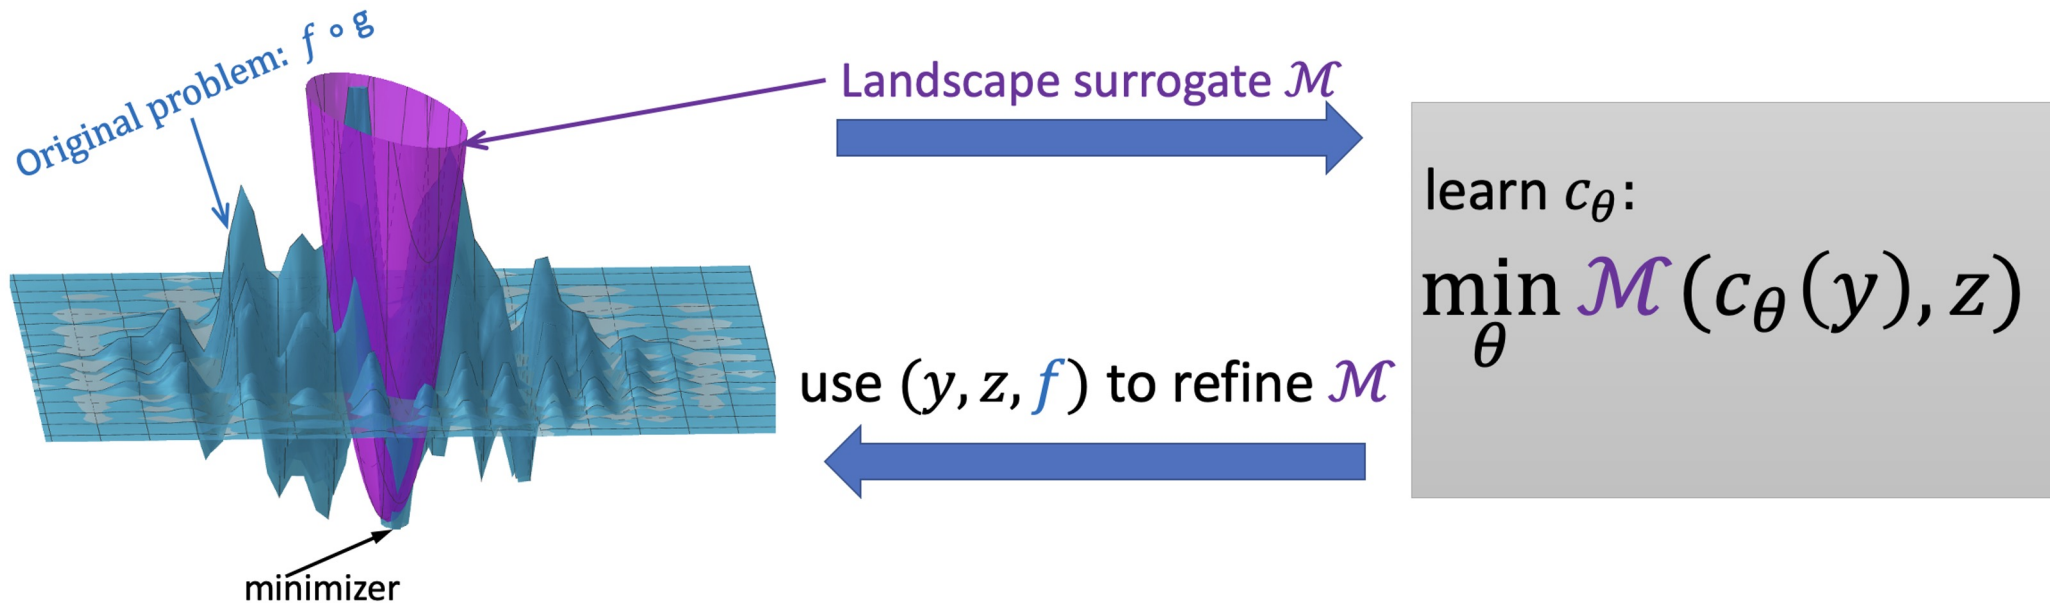 Original problem: f ∘ g
Landscape surrogate ℳ
learn c_θ:
min_θ ℳ(c_θ(y), z)
use (y, z, f) to refine ℳ
minimizer